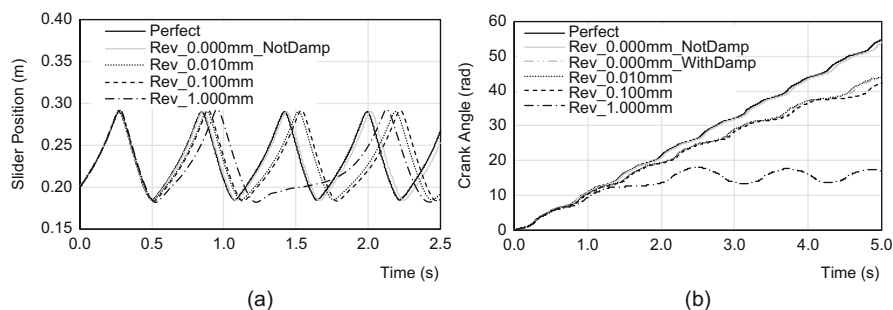 0.40
0.35
0.30
0.25
0.20
0.15
Slider Position (m)
Perfect
Rev_0.000mm_NotDamp
Rev_0.010mm
Rev_0.100mm
Rev_1.000mm
0.0 0.5 1.0 1.5 2.0 2.5
Time (s)
(a)
60
50
40
30
20
10
0
Crank Angle (rad)
Perfect
Rev_0.000mm_NotDamp
Rev_0.000mm_WithDamp
Rev_0.010mm
Rev_0.100mm
Rev_1.000mm
0.0 1.0 2.0 3.0 4.0 5.0
Time (s)
(b)